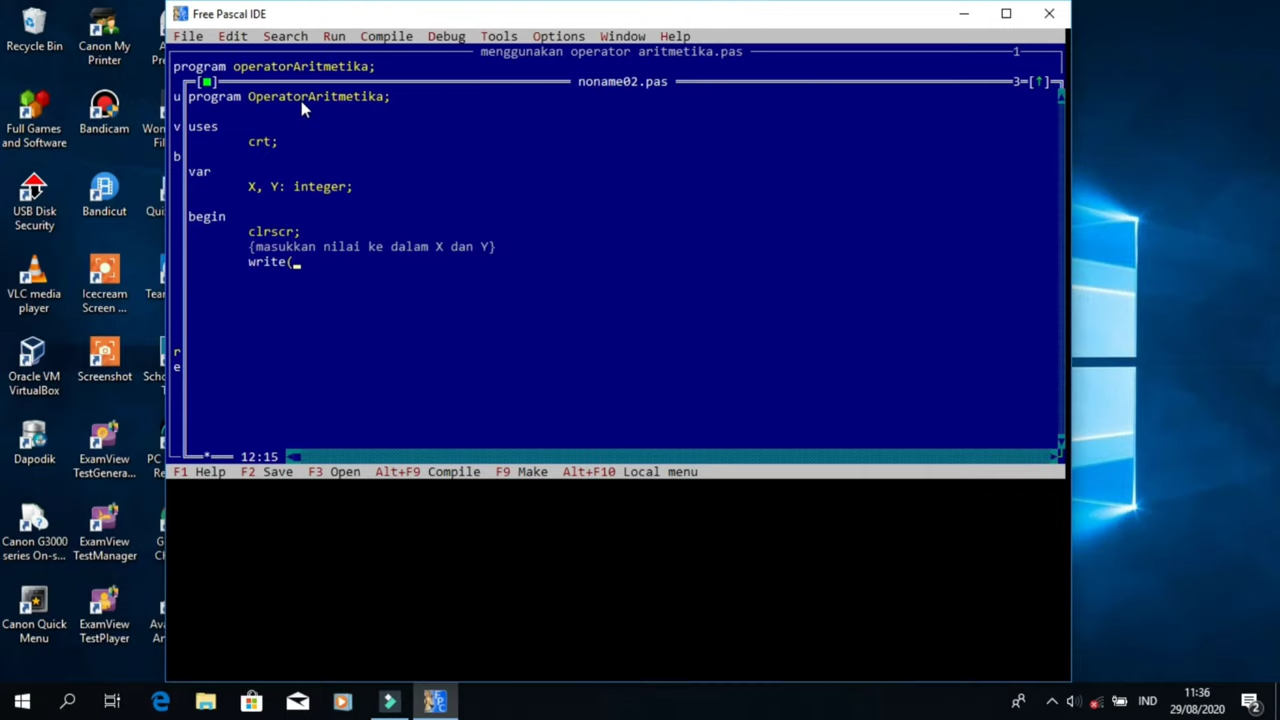 Free Pascal IDE
File Edit Search Run Compile Debug Tools Options Window Help
menggunakan operator aritmetika.pas 1
program operatorAritmetika;
noname02.pas 3=[↑]
u
v
b
r
e
program OperatorAritmetika;
uses
crt;
var
X, Y: integer;
begin
clrscr;
{masukkan nilai ke dalam X dan Y}
write(
* 12:15
F1 Help F2 Save F3 Open Alt+F9 Compile F9 Make Alt+F10 Local menu
Recycle Bin
Canon My Printer
Full Games and Software
Bandicam
USB Disk Security
Bandicut
VLC media player
Icecream Screen ...
Oracle VM VirtualBox
Screenshot
Dapodik
ExamView TestGenera...
Canon G3000 series On-s...
ExamView TestManager
Canon Quick Menu
ExamView TestPlayer
IND
11:36
29/08/2020
2